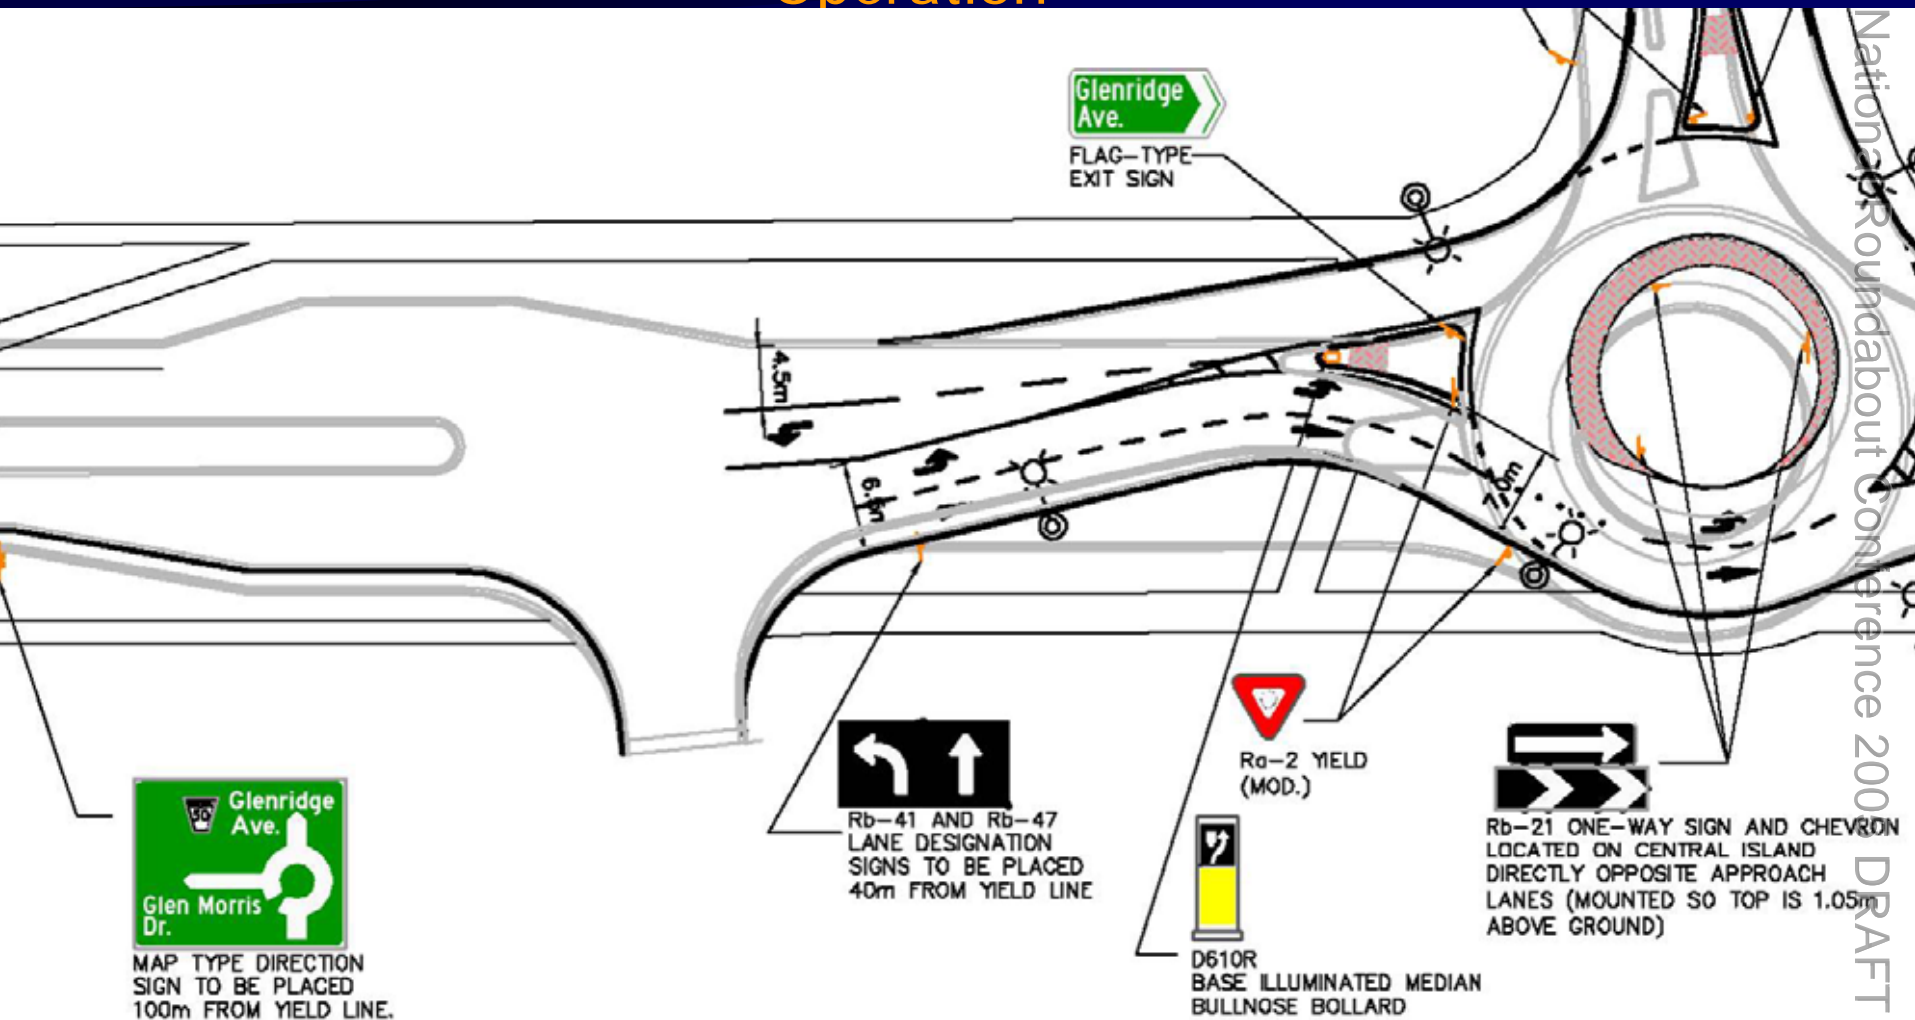 Operation
Glenridge
Ave.
FLAG-TYPE
EXIT SIGN
4.5m
7.0m
50
Glenridge
Ave.
Glen Morris
Dr.
MAP TYPE DIRECTION
SIGN TO BE PLACED
100m FROM YIELD LINE.
Rb-41 AND Rb-47
LANE DESIGNATION
SIGNS TO BE PLACED
40m FROM YIELD LINE
Ra-2 YIELD
(MOD.)
D610R
BASE ILLUMINATED MEDIAN
BULLNOSE BOLLARD
Rb-21 ONE-WAY SIGN AND CHEVRON
LOCATED ON CENTRAL ISLAND
DIRECTLY OPPOSITE APPROACH
LANES (MOUNTED SO TOP IS 1.05m
ABOVE GROUND)
National Roundabout Conference 2005 DRAFT